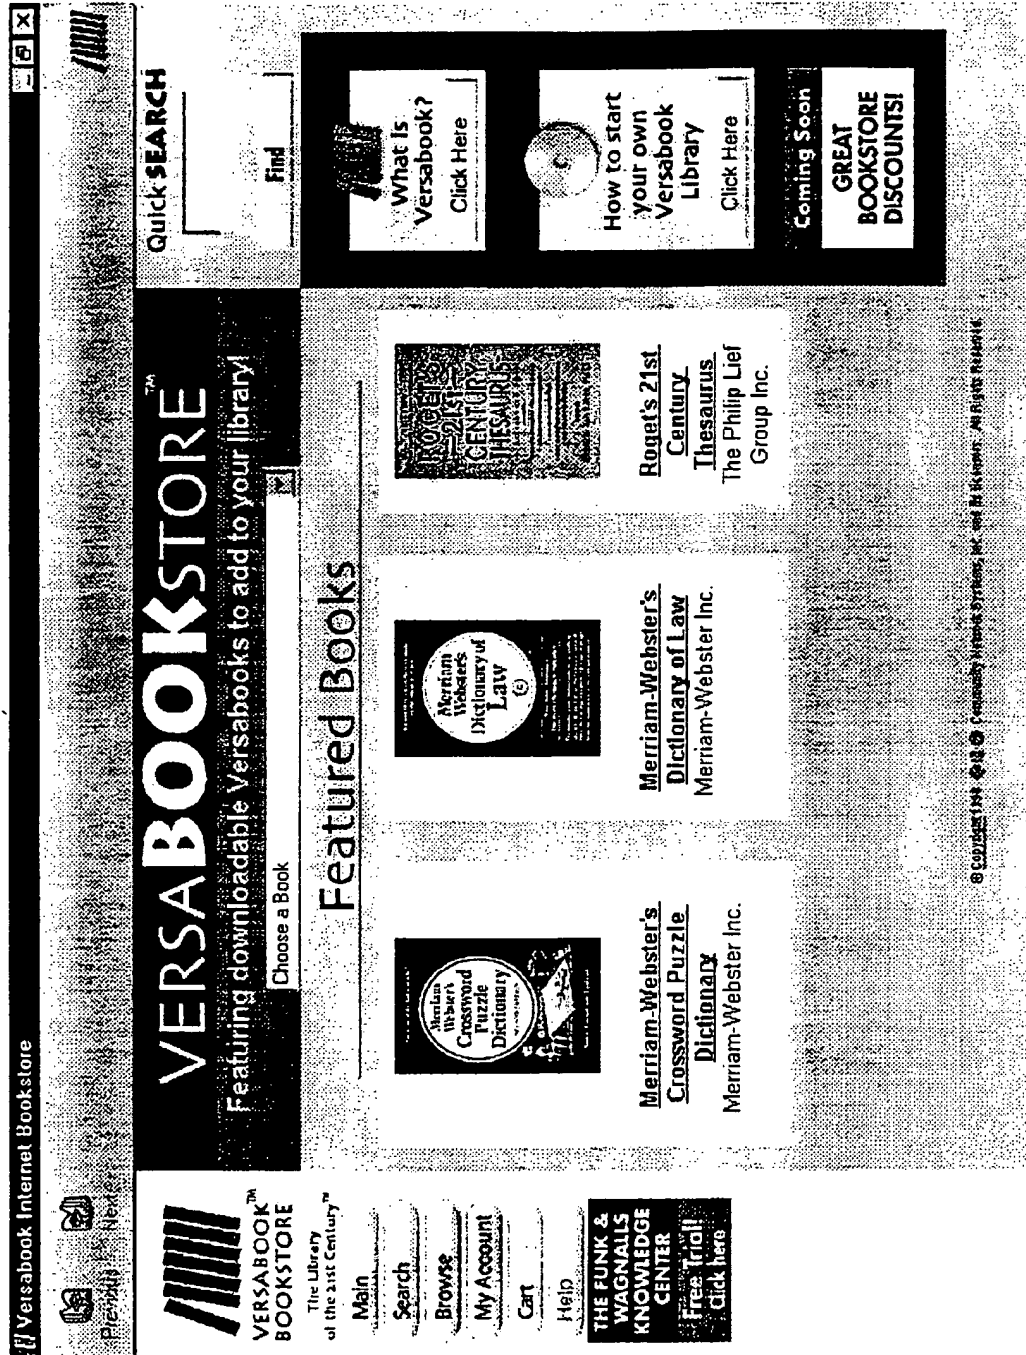 Versabook Internet Bookstore
Previous Next
VERSABOOK™
BOOKSTORE
The Library
of the 21st Century™
Main
Search
Browse
My Account
Cart
Help
THE FUNK &
WAGNALLS
KNOWLEDGE
CENTER
Free Trial!
Click here
VERSABOOKSTORE™
Featuring downloadable Versabooks to add to your library!
Choose a Book
Featured Books
Merriam
Webster's
Crossword
Puzzle
Dictionary
Merriam-Webster's
Crossword Puzzle
Dictionary
Merriam-Webster Inc.
Merriam
Webster's
Dictionary of
Law
Merriam-Webster's
Dictionary of Law
Merriam-Webster Inc.
ROGET'S
21ST
CENTURY
THESAURUS
Roget's 21st
Century
Thesaurus
The Philip Lief
Group Inc.
Quick SEARCH
Find
What Is
Versabook?
Click Here
How to start
your own
Versabook
Library
Click Here
Coming Soon
GREAT
BOOKSTORE
DISCOUNTS!
© Copyright 1998 All Rights Reserved